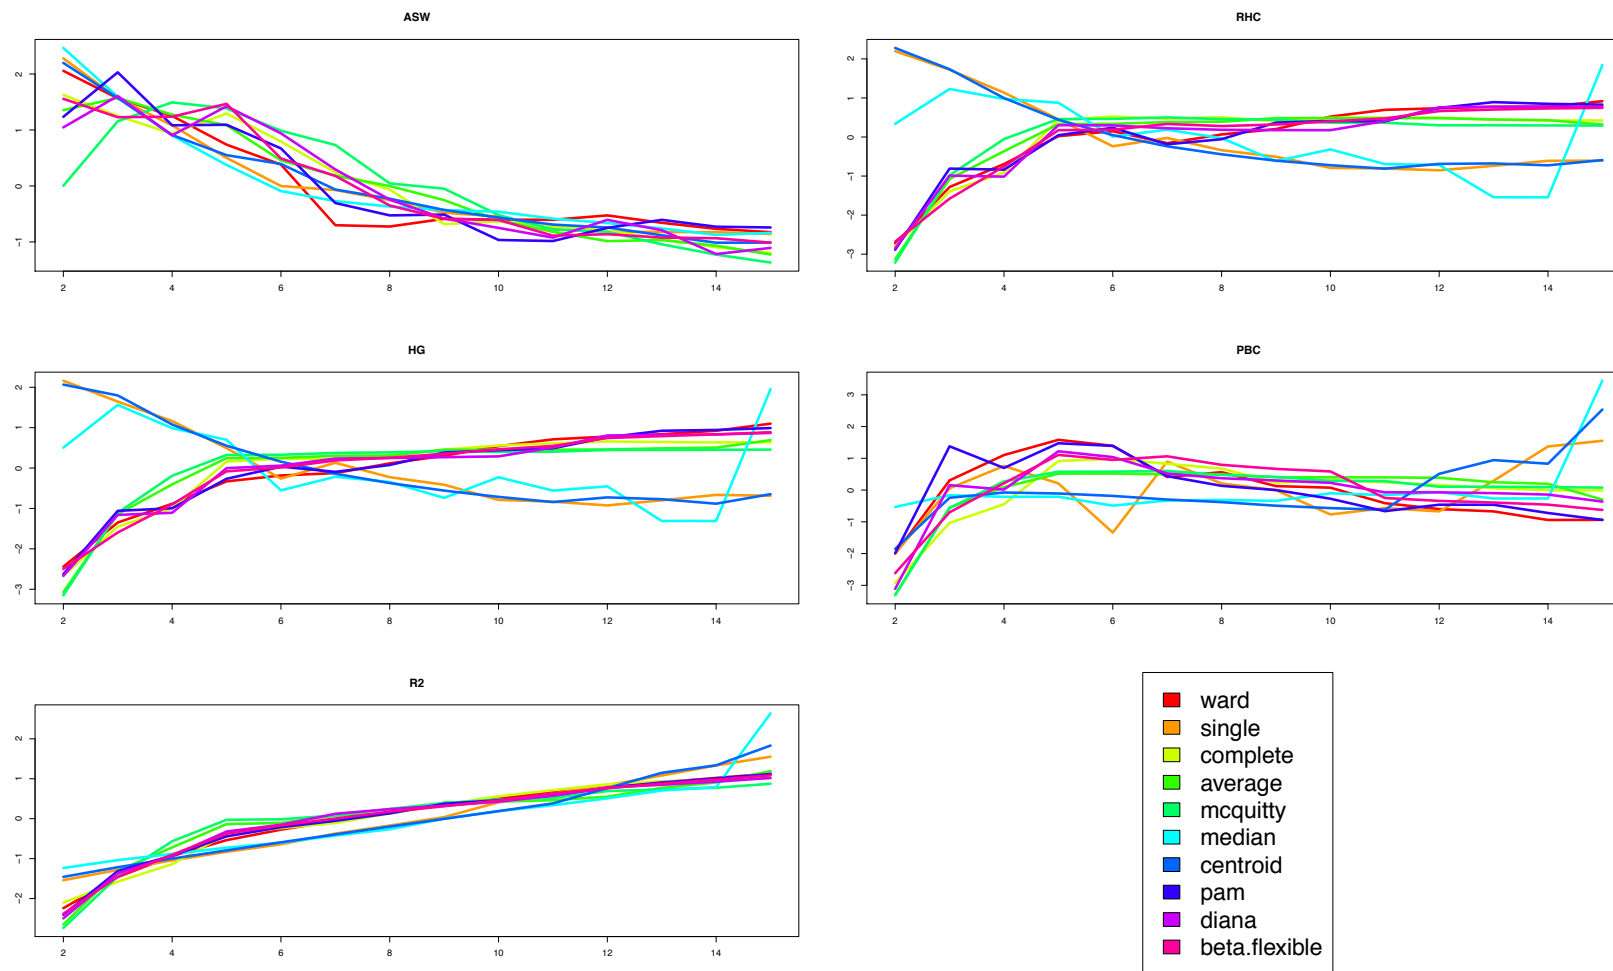 ASW
2
1
0
−1
2 4 6 8 10 12 14
RHC
2
1
0
−1
−2
−3
2 4 6 8 10 12 14
HG
2
1
0
−1
−2
−3
2 4 6 8 10 12 14
PBC
3
2
1
0
−1
−2
−3
2 4 6 8 10 12 14
R2
2
1
0
−1
−2
2 4 6 8 10 12 14
ward
single
complete
average
mcquitty
median
centroid
pam
diana
beta.flexible